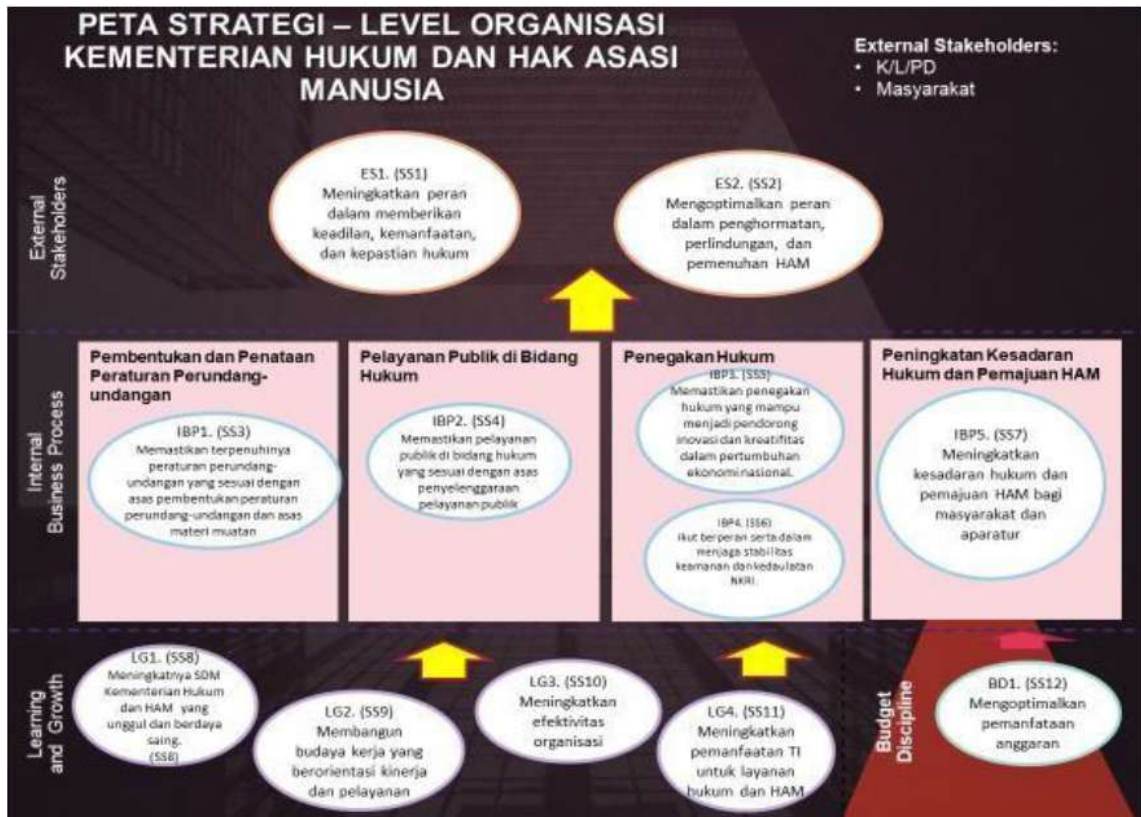 PETA STRATEGI – LEVEL ORGANISASI
KEMENTERIAN HUKUM DAN HAK ASASI
MANUSIA
External Stakeholders:
• K/L/PD
• Masyarakat
External
Stakeholders
ES1. (SS1)
Meningkatkan peran
dalam memberikan
keadilan, kemanfaatan,
dan kepastian hukum
ES2. (SS2)
Mengoptimalkan peran
dalam penghormatan,
perlindungan, dan
pemenuhan HAM
Internal
Business Process
Pembentukan dan Penataan
Peraturan Perundang-
undangan
IBP1. (SS3)
Memastikan terpenuhinya
peraturan perundang-
undangan yang sesuai dengan
asas pembentukan peraturan
perundang-undangan dan asas
materi muatan
Pelayanan Publik di Bidang
Hukum
IBP2. (SS4)
Memastikan pelayanan
publik di bidang hukum
yang sesuai dengan asas
penyelenggaraan
pelayanan publik
Penegakan Hukum
IBP3. (SS5)
Memastikan penegakan
hukum yang mampu
menjadi pendorong
inovasi dan kreatifitas
dalam pertumbuhan
ekonomi nasional.
IBP4. (SS6)
Ikut berperan serta dalam
menjaga stabilitas
keamanan dan kedaulatan
NKRI.
Peningkatan Kesadaran
Hukum dan Pemajuan HAM
IBP5. (SS7)
Meningkatkan
kesadaran hukum dan
pemajuan HAM bagi
masyarakat dan
aparatur
Learning
and Growth
LG1. (SS8)
Meningkatnya SDM
Kementerian Hukum
dan HAM yang
unggul dan berdaya
saing.
(SS8)
LG2. (SS9)
Membangun
budaya kerja yang
berorientasi kinerja
dan pelayanan
LG3. (SS10)
Meningkatkan
efektivitas
organisasi
LG4. (SS11)
Meningkatkan
pemanfaatan TI
untuk layanan
hukum dan HAM
Budget
Discipline
BD1. (SS12)
Mengoptimalkan
pemanfataan
anggaran